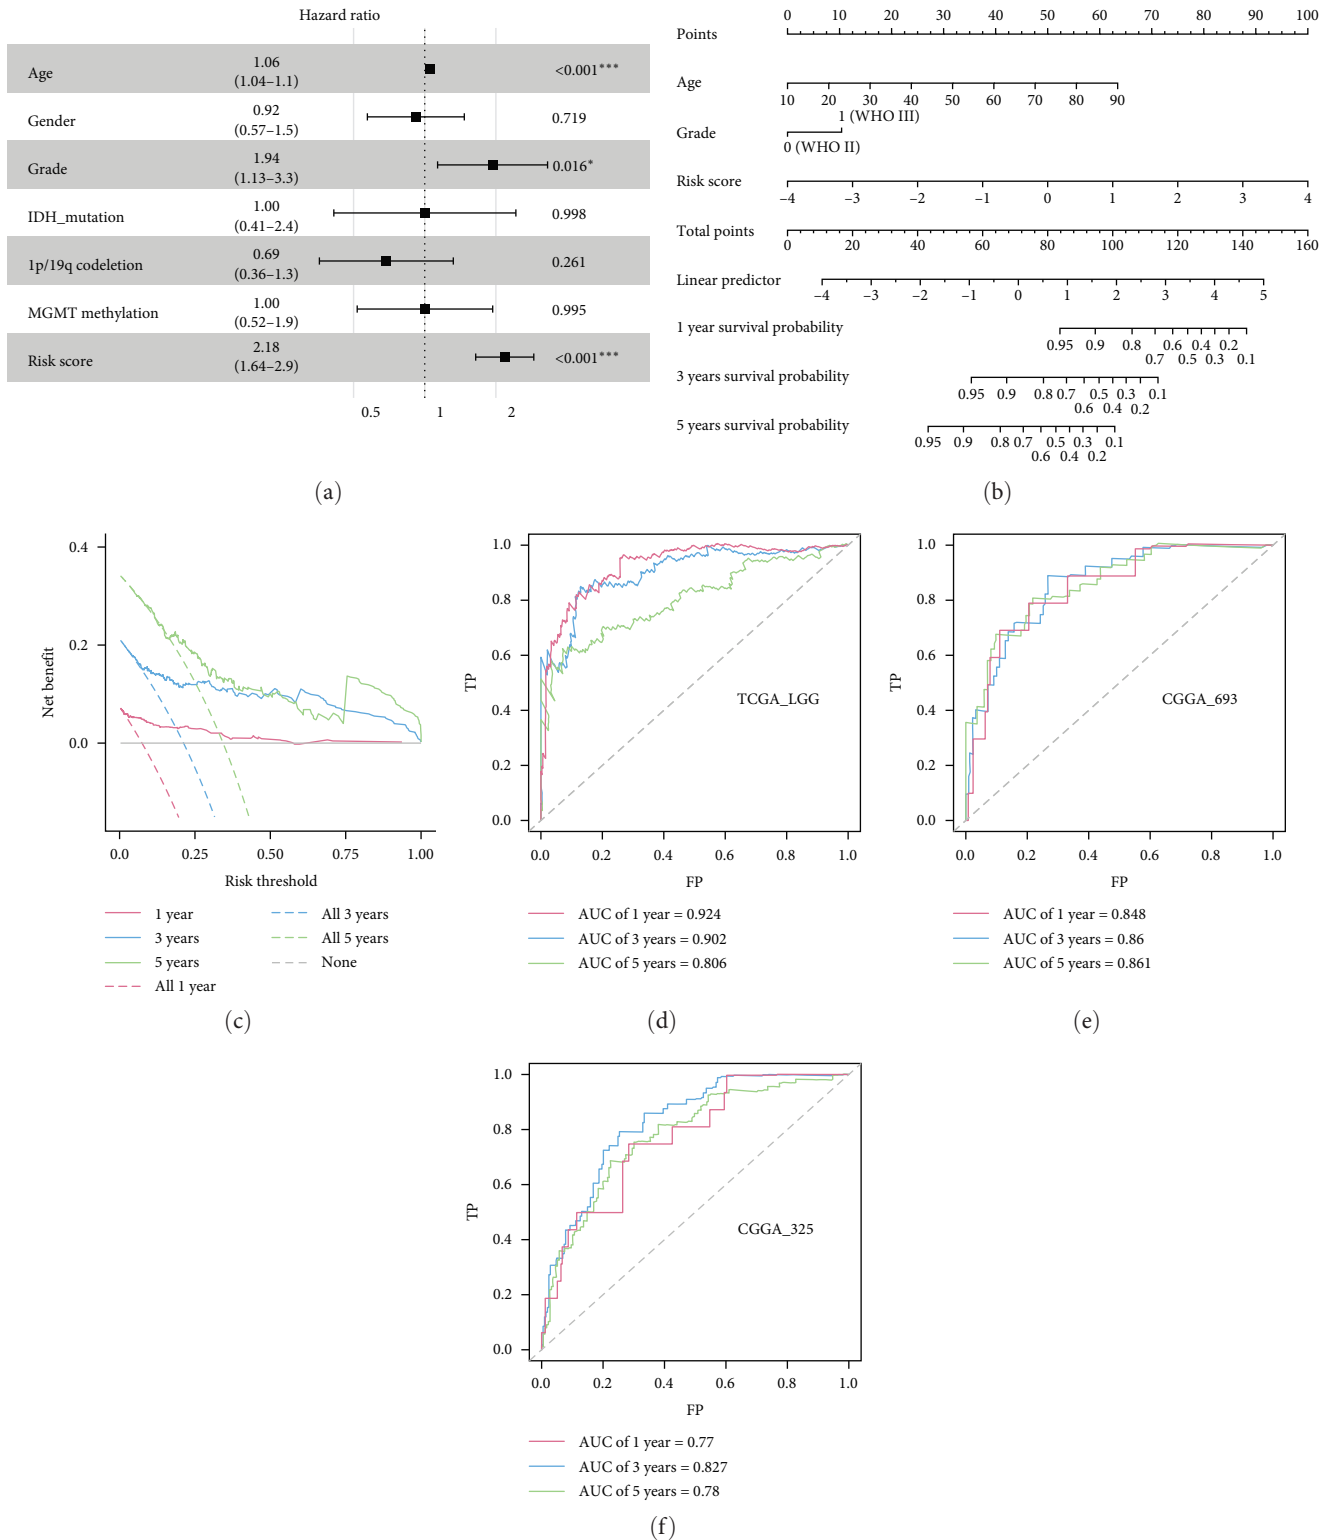 Hazard ratio
Age 1.06 (1.04–1.1) <0.001***
Gender 0.92 (0.57–1.5) 0.719
Grade 1.94 (1.13–3.3) 0.016*
IDH_mutation 1.00 (0.41–2.4) 0.998
1p/19q codeletion 0.69 (0.36–1.3) 0.261
MGMT methylation 1.00 (0.52–1.9) 0.995
Risk score 2.18 (1.64–2.9) <0.001***
0.5 1 2
(a)
Points 0 10 20 30 40 50 60 70 80 90 100
Age 10 20 30 40 50 60 70 80 90
1 (WHO III)
Grade
0 (WHO II)
Risk score −4 −3 −2 −1 0 1 2 3 4
Total points 0 20 40 60 80 100 120 140 160
Linear predictor −4 −3 −2 −1 0 1 2 3 4 5
1 year survival probability
0.95 0.9 0.8 0.6 0.4 0.2
0.7 0.5 0.3 0.1
3 years survival probability
0.95 0.9 0.8 0.7 0.5 0.3 0.1
0.6 0.4 0.2
5 years survival probability
0.95 0.9 0.8 0.7 0.5 0.3 0.1
0.6 0.4 0.2
(b)
Net benefit
0.4
0.2
0.0
0.0 0.25 0.50 0.75 1.00
Risk threshold
1 year
3 years
5 years
All 1 year
All 3 years
All 5 years
None
(c)
TP
1.0
0.8
0.6
0.4
0.2
0.0
TCGA_LGG
0.0 0.2 0.4 0.6 0.8 1.0
FP
AUC of 1 year = 0.924
AUC of 3 years = 0.902
AUC of 5 years = 0.806
(d)
TP
1.0
0.8
0.6
0.4
0.2
0.0
CGGA_693
0.0 0.2 0.4 0.6 0.8 1.0
FP
AUC of 1 year = 0.848
AUC of 3 years = 0.86
AUC of 5 years = 0.861
(e)
TP
1.0
0.8
0.6
0.4
0.2
0.0
CGGA_325
0.0 0.2 0.4 0.6 0.8 1.0
FP
AUC of 1 year = 0.77
AUC of 3 years = 0.827
AUC of 5 years = 0.78
(f)